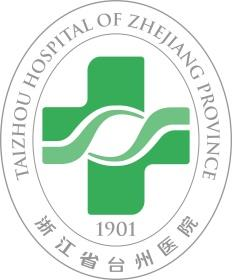 TAIZHOU HOSPITAL OF ZHEJIANG PROVINCE
1901
浙江省台州医院